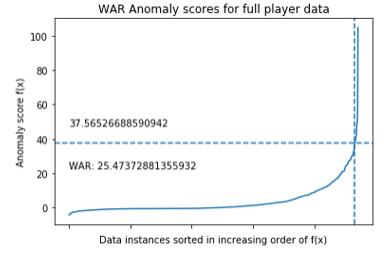 WAR Anomaly scores for full player data
100
80
60
40
20
0
Anomaly score f(x)
37.56526688590942
WAR: 25.47372881355932
Data instances sorted in increasing order of f(x)